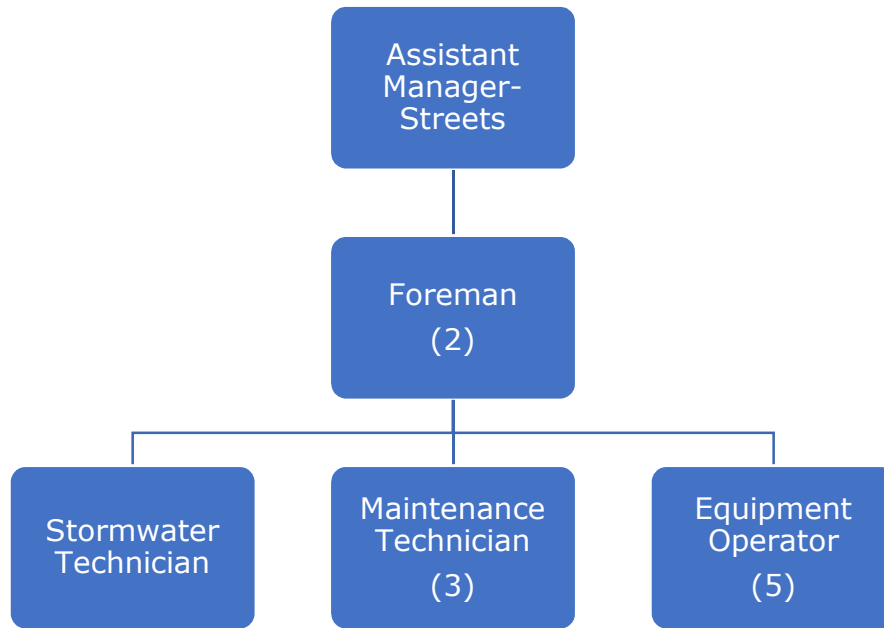 Assistant
Manager-
Streets
Foreman
(2)
Stormwater
Technician
Maintenance
Technician
(3)
Equipment
Operator
(5)